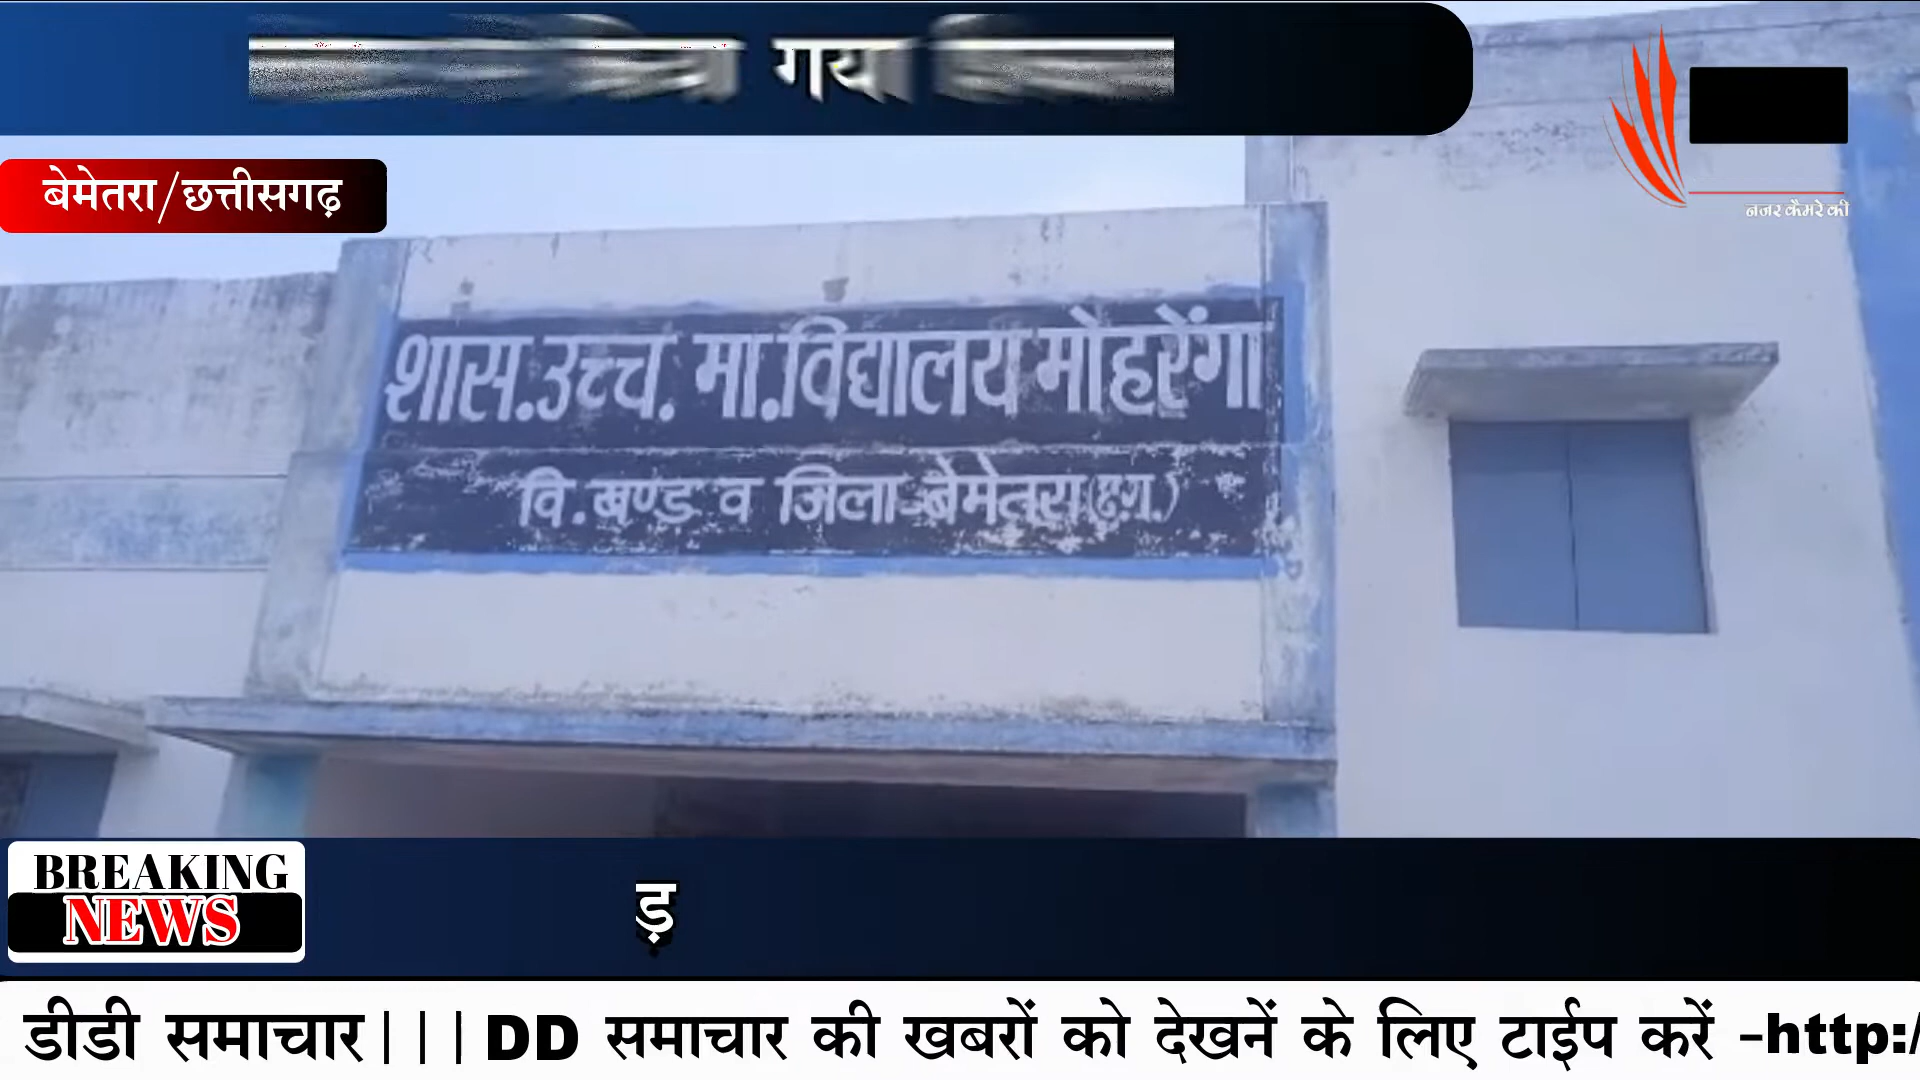 गया
बेमेतरा/छत्तीसगढ़
नजर कैमरे की
शास.उच्च. मा.विद्यालय मोहरेंगा
वि.खण्ड व जिला-बेमेतरा(छ.ग.)
BREAKING
NEWS
ड़
डीडी समाचार||| DD समाचार की खबरों को देखनें के लिए टाईप करें -http:/